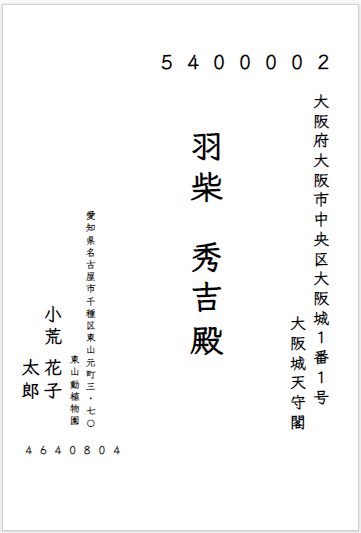 5400002
大阪府大阪市中央区大阪城1番1号
大阪城天守閣
羽柴 秀吉 殿
愛知県名古屋市千種区東山元町三・七〇
東山動植物園
小荒 花子
太郎
4640804